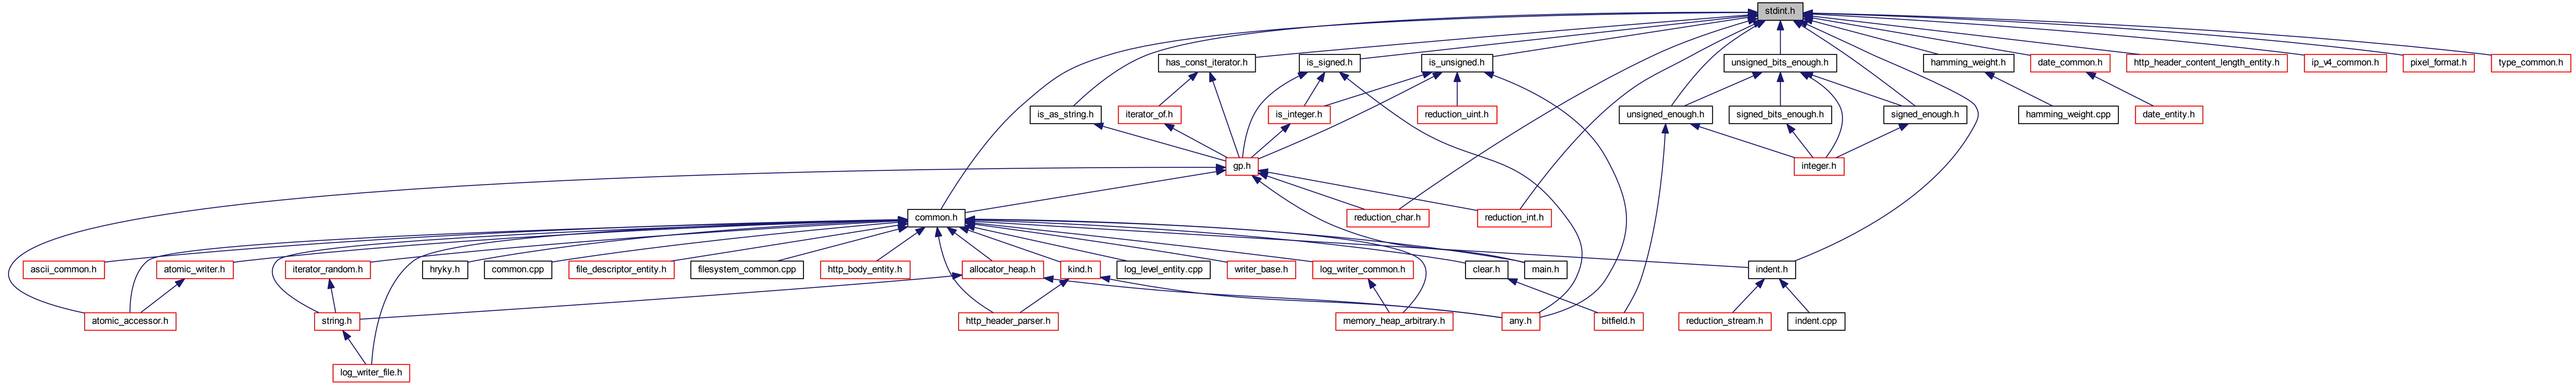 stdint.h
has_const_iterator.h
is_signed.h
is_unsigned.h
unsigned_bits_enough.h
hamming_weight.h
date_common.h
http_header_content_length_entity.h
ip_v4_common.h
pixel_format.h
type_common.h
is_as_string.h
iterator_of.h
is_integer.h
reduction_uint.h
unsigned_enough.h
signed_bits_enough.h
signed_enough.h
hamming_weight.cpp
date_entity.h
gp.h
integer.h
common.h
reduction_char.h
reduction_int.h
ascii_common.h
atomic_writer.h
iterator_random.h
hryky.h
common.cpp
file_descriptor_entity.h
filesystem_common.cpp
http_body_entity.h
allocator_heap.h
kind.h
log_level_entity.cpp
writer_base.h
log_writer_common.h
clear.h
main.h
indent.h
atomic_accessor.h
string.h
http_header_parser.h
memory_heap_arbitrary.h
any.h
bitfield.h
reduction_stream.h
indent.cpp
log_writer_file.h